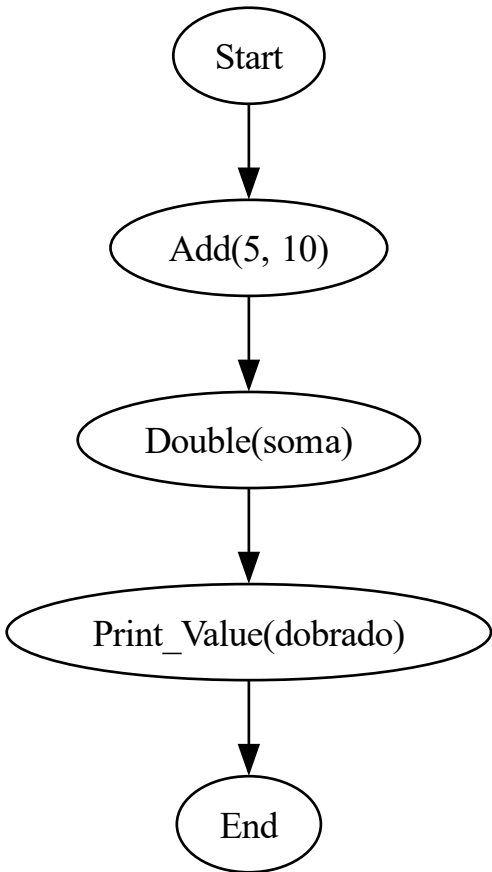 Start
Add(5, 10)
Double(soma)
Print_Value(dobrado)
End